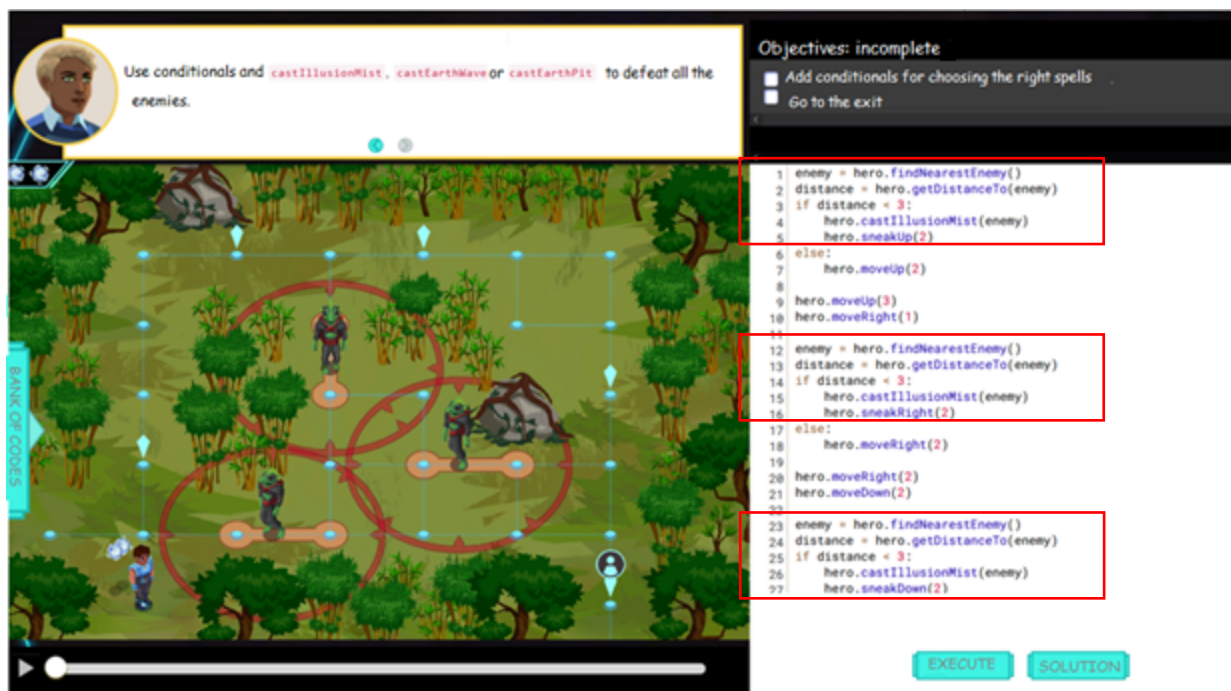 Use conditionals and castIllusionMist, castEarthWave or castEarthPit to defeat all the
enemies.
Objectives: incomplete
Add conditionals for choosing the right spells
Go to the exit
BANK OF CODES
1 enemy = hero.findNearestEnemy()
2 distance = hero.getDistanceTo(enemy)
3 if distance < 3:
4 hero.castIllusionMist(enemy)
5 hero.sneakUp(2)
6 else:
7 hero.moveUp(2)
8
9 hero.moveUp(3)
10 hero.moveRight(1)
11
12 enemy = hero.findNearestEnemy()
13 distance = hero.getDistanceTo(enemy)
14 if distance < 3:
15 hero.castIllusionMist(enemy)
16 hero.sneakRight(2)
17 else:
18 hero.moveRight(2)
19
20 hero.moveRight(2)
21 hero.moveDown(2)
22
23 enemy = hero.findNearestEnemy()
24 distance = hero.getDistanceTo(enemy)
25 if distance < 3:
26 hero.castIllusionMist(enemy)
27 hero.sneakDown(2)
EXECUTE
SOLUTION